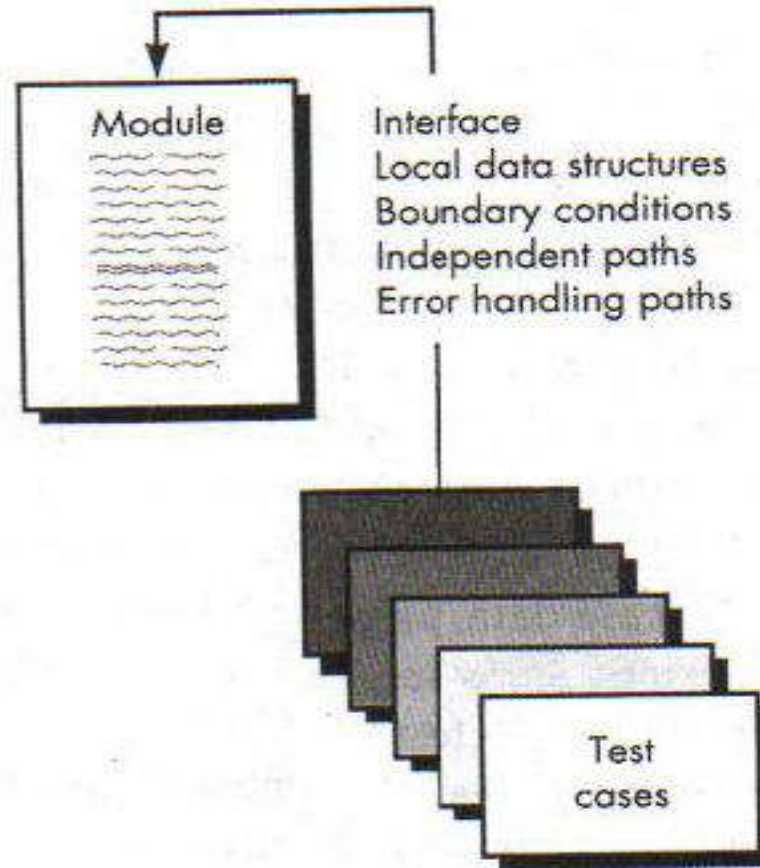 Module
Interface
Local data structures
Boundary conditions
Independent paths
Error handling paths
Test
cases